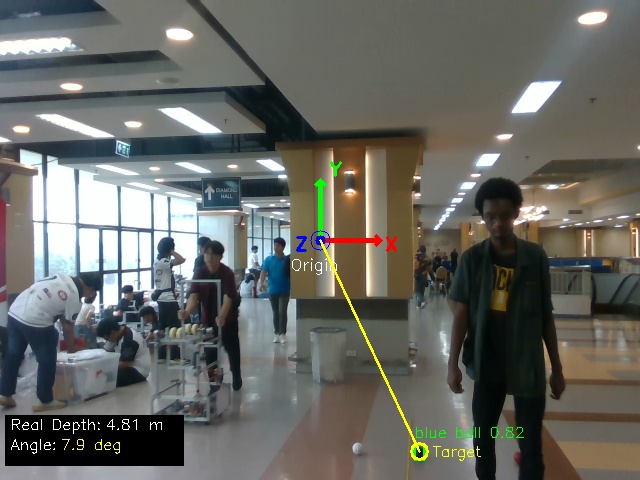 DIAMOND
HALL
Y
Z
X
Origin
Real Depth: 4.81 m
Angle: 7.9 deg
blue ball 0.82
Target